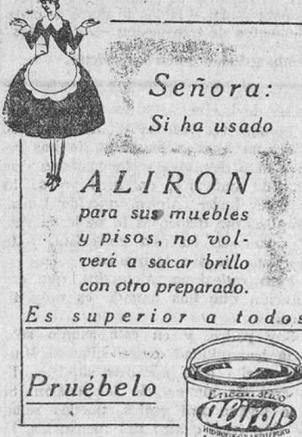 Señora:
Si ha usado
ALIRON
para sus muebles
y pisos, no vol-
verá a sacar brillo
con otro preparado.
Es superior a todos
Pruébelo
Encáustico
aliron